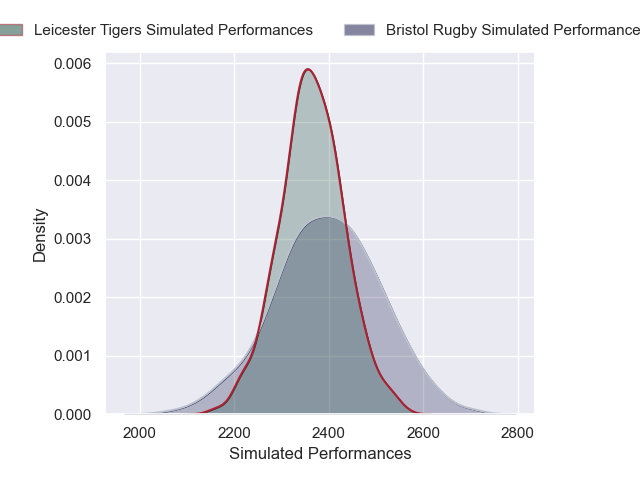 Leicester Tigers Simulated Performances
Bristol Rugby Simulated Performance
0.006
0.005
0.004
0.003
0.002
0.001
0.000
Density
2000 2200 2400 2600 2800
Simulated Performances